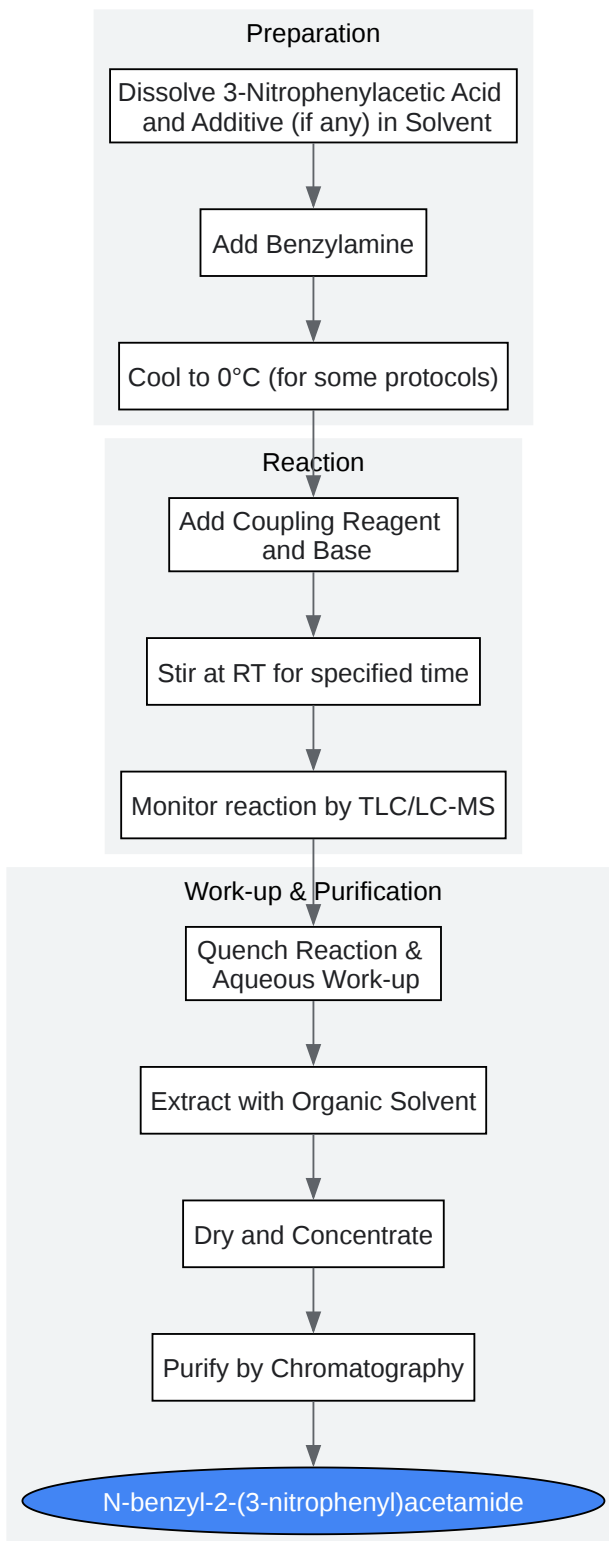 Preparation
Dissolve 3-Nitrophenylacetic Acid
and Additive (if any) in Solvent
Add Benzylamine
Cool to 0°C (for some protocols)
Reaction
Add Coupling Reagent
and Base
Stir at RT for specified time
Monitor reaction by TLC/LC-MS
Work-up & Purification
Quench Reaction &
Aqueous Work-up
Extract with Organic Solvent
Dry and Concentrate
Purify by Chromatography
N-benzyl-2-(3-nitrophenyl)acetamide